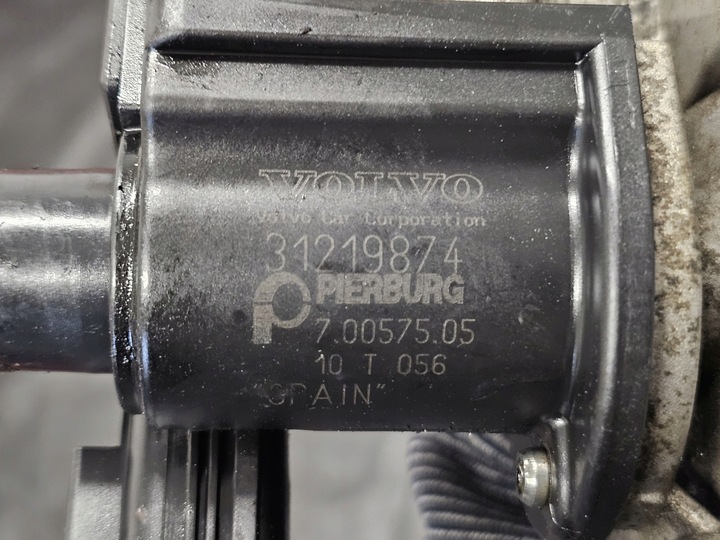 VOLVO
Volvo Car Corporation
31219874
PIERBURG
7.00575.05
10 T 056
"SPAIN"